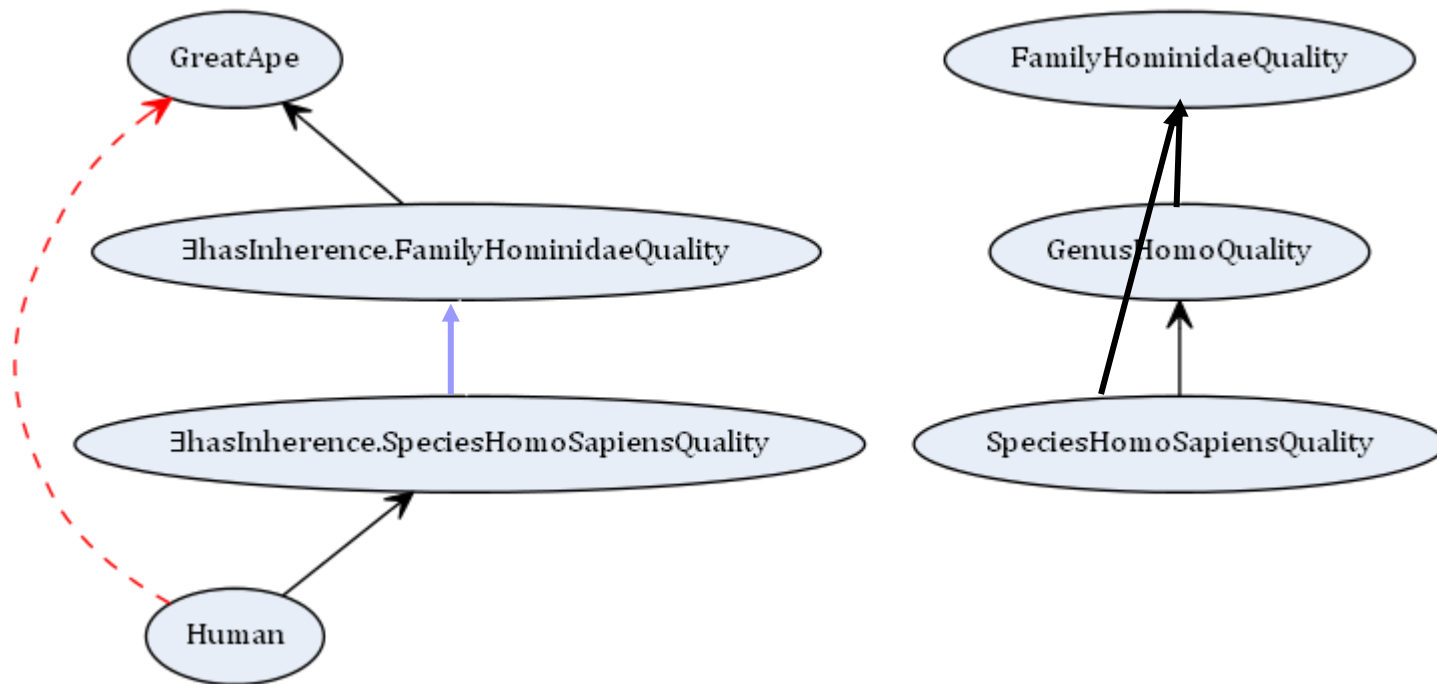 GreatApe
FamilyHominidaeQuality
∃hasInherence.FamilyHominidaeQuality
GenusHomoQuality
∃hasInherence.SpeciesHomoSapiensQuality
SpeciesHomoSapiensQuality
Human